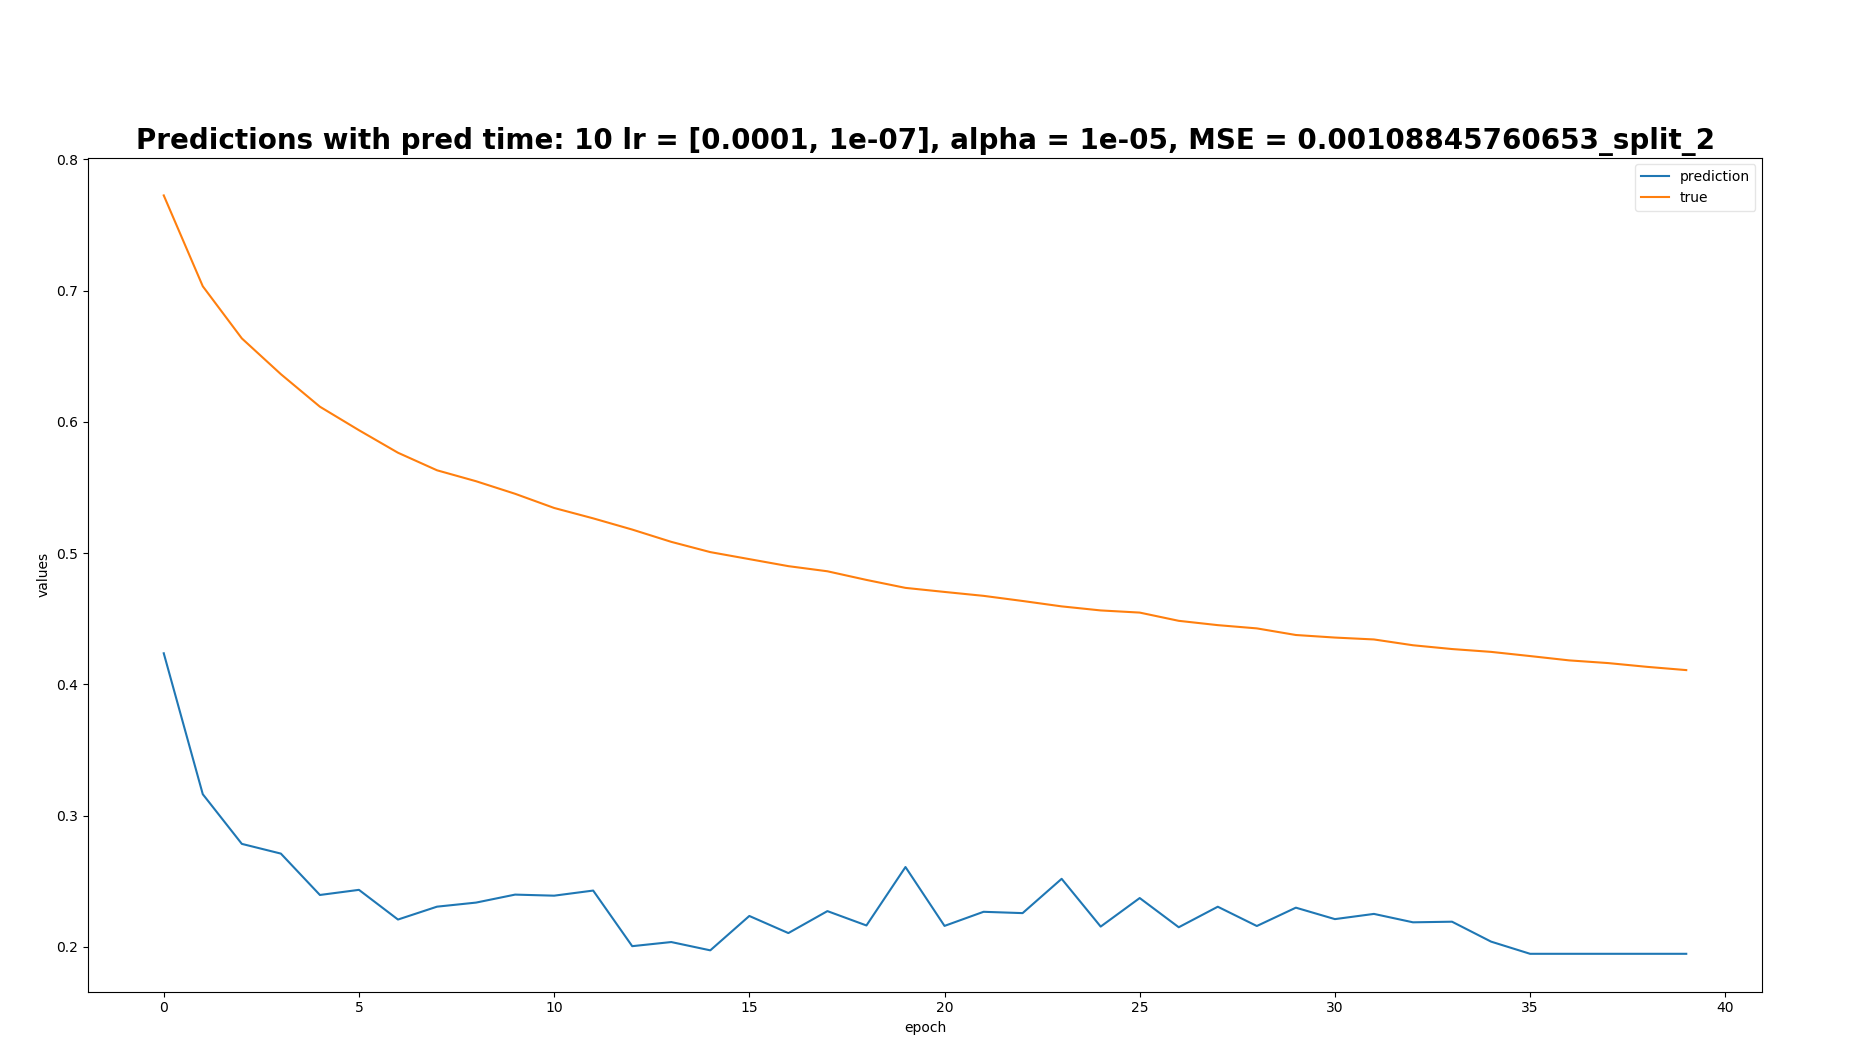 Predictions with pred time: 10 lr = [0.0001, 1e-07], alpha = 1e-05, MSE = 0.00108845760653_split_2
prediction
true
0.8
0.7
0.6
0.5
0.4
0.3
0.2
values
0 5 10 15 20 25 30 35 40
epoch